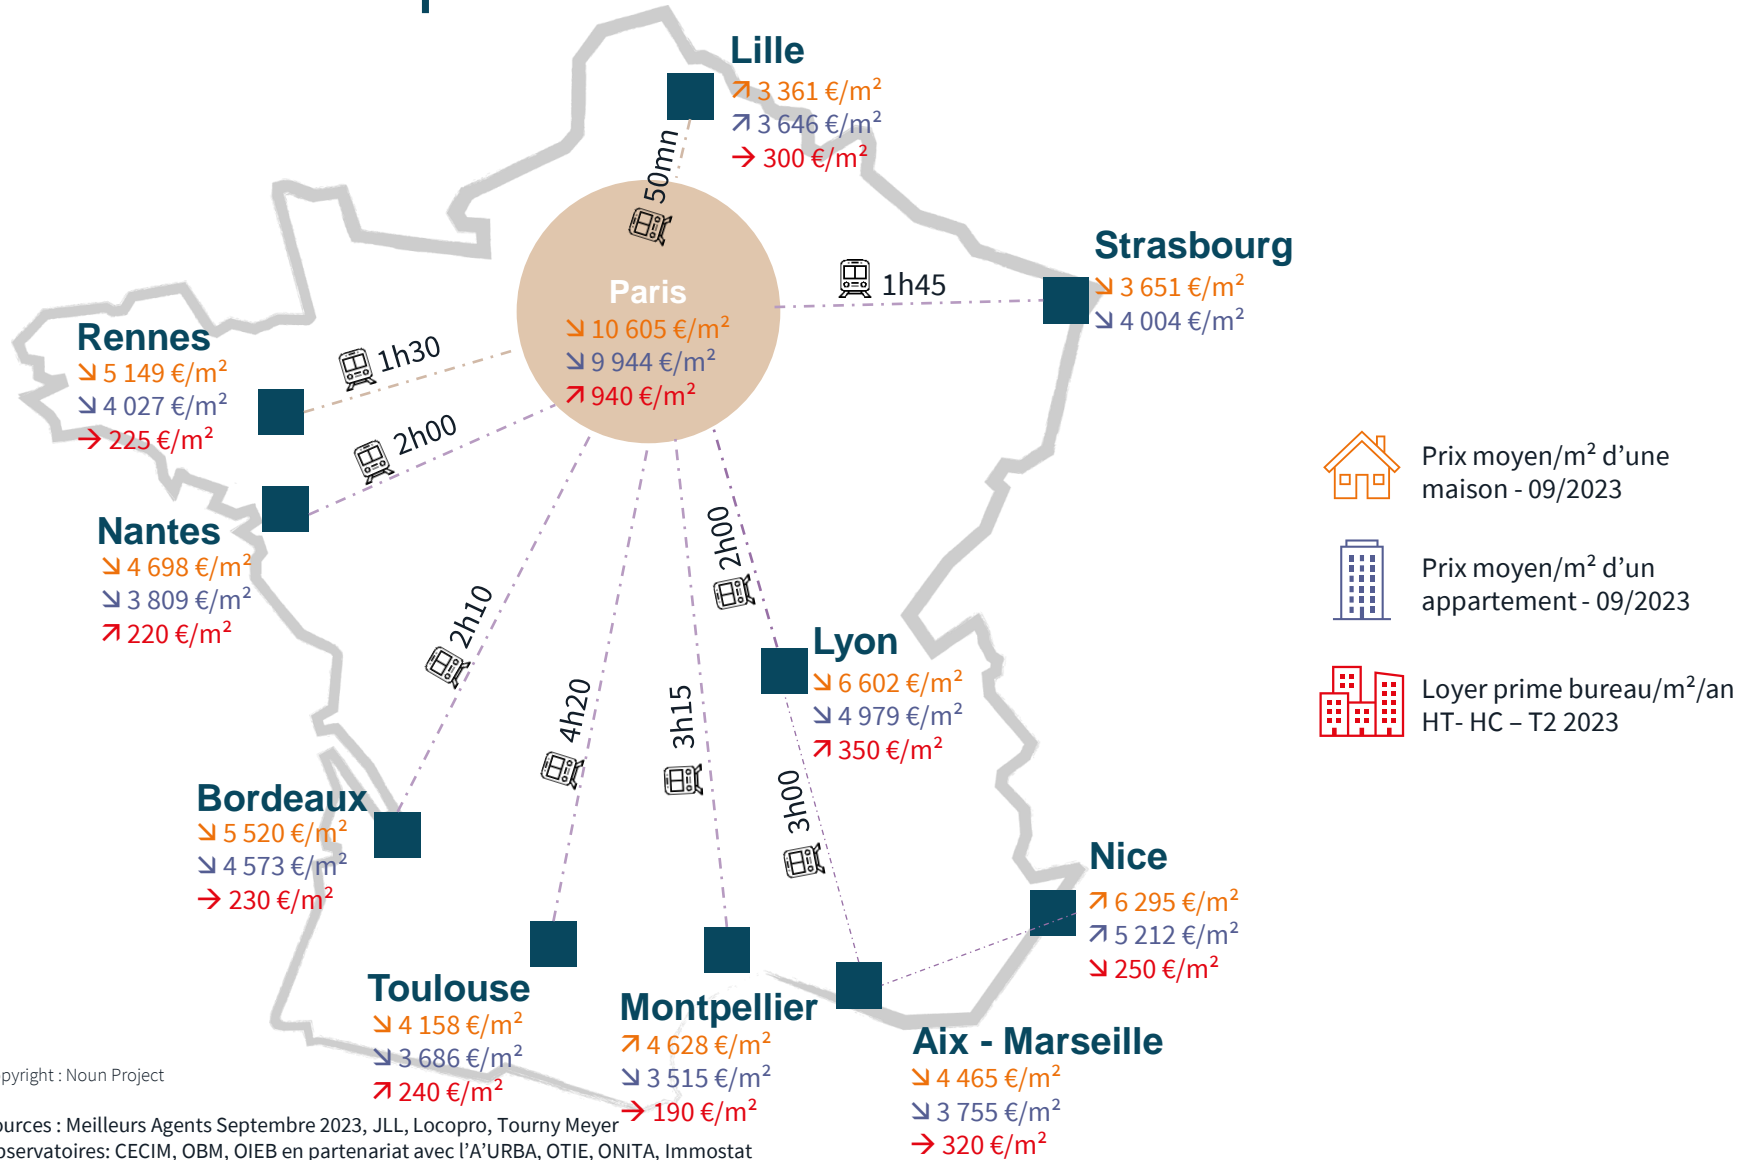 Lille
↗ 3 361 €/m²
↗ 3 646 €/m²
→ 300 €/m²
50mn
Strasbourg
↘ 3 651 €/m²
↘ 4 004 €/m²
1h45
Paris
↘ 10 605 €/m²
↘ 9 944 €/m²
↗ 940 €/m²
Rennes
↘ 5 149 €/m²
↘ 4 027 €/m²
→ 225 €/m²
1h30
2h00
Nantes
↘ 4 698 €/m²
↘ 3 809 €/m²
↗ 220 €/m²
2h10
4h20
3h15
2h00
Lyon
↘ 6 602 €/m²
↘ 4 979 €/m²
↗ 350 €/m²
3h00
Prix moyen/m² d’une
maison - 09/2023
Prix moyen/m² d’un
appartement - 09/2023
Loyer prime bureau/m²/an
HT- HC – T2 2023
Bordeaux
↘ 5 520 €/m²
↘ 4 573 €/m²
→ 230 €/m²
Nice
↗ 6 295 €/m²
↗ 5 212 €/m²
↘ 250 €/m²
Toulouse
↘ 4 158 €/m²
↘ 3 686 €/m²
↗ 240 €/m²
Montpellier
↗ 4 628 €/m²
↘ 3 515 €/m²
→ 190 €/m²
Aix - Marseille
↘ 4 465 €/m²
↘ 3 755 €/m²
→ 320 €/m²
pyright : Noun Project
ources : Meilleurs Agents Septembre 2023, JLL, Locopro, Tourny Meyer
bservatoires: CECIM, OBM, OIEB en partenariat avec l’A’URBA, OTIE, ONITA, Immostat